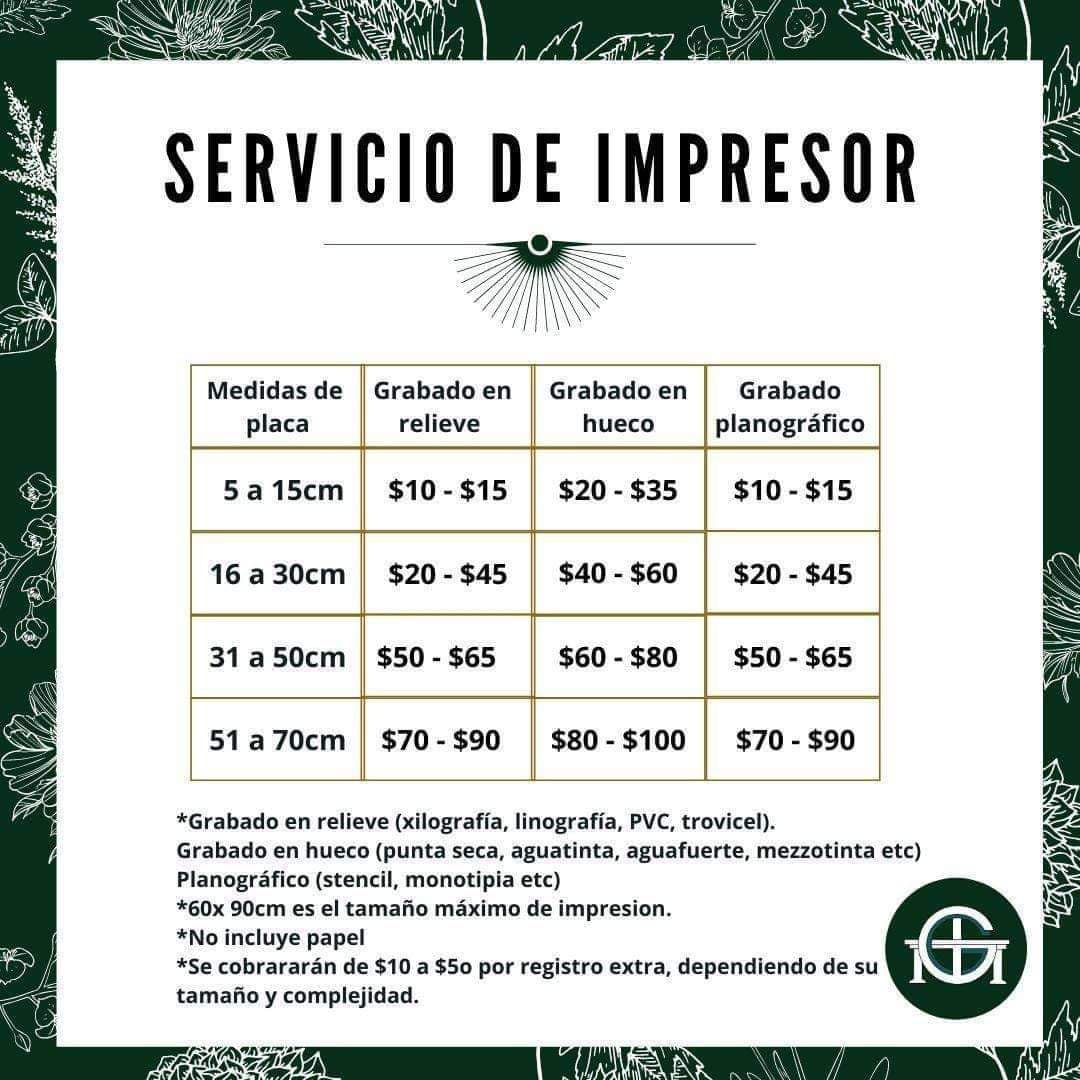 SERVICIO DE IMPRESOR
Medidas de placa Grabado en relieve Grabado en hueco Grabado planográfico
5 a 15cm $10 - $15 $20 - $35 $10 - $15
16 a 30cm $20 - $45 $40 - $60 $20 - $45
31 a 50cm $50 - $65 $60 - $80 $50 - $65
51 a 70cm $70 - $90 $80 - $100 $70 - $90
*Grabado en relieve (xilografía, linografía, PVC, trovicel).
Grabado en hueco (punta seca, aguatinta, aguafuerte, mezzotinta etc)
Planográfico (stencil, monotipia etc)
*60x 90cm es el tamaño máximo de impresion.
*No incluye papel
*Se cobrararán de $10 a $5o por registro extra, dependiendo de su
tamaño y complejidad.